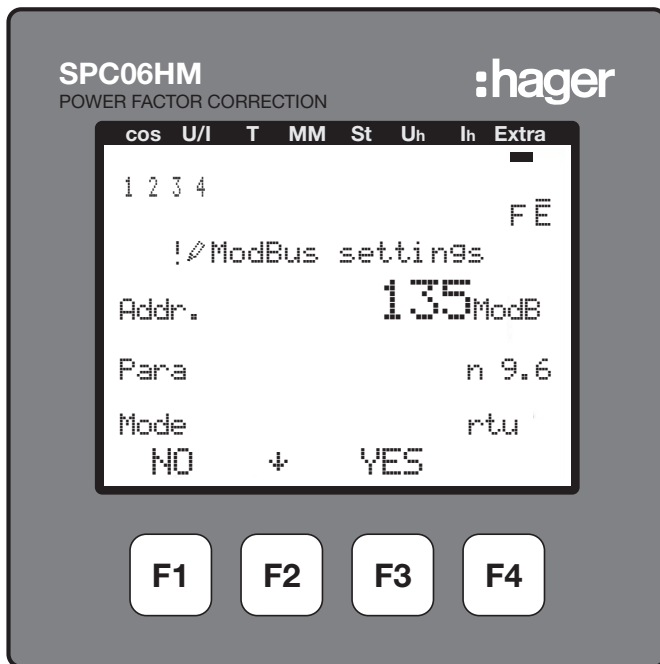 SPC06HM :hager
POWER FACTOR CORRECTION
cos U/I T MM St Uh Ih Extra
1 2 3 4
F Ē
!✎ModBus settings
Addr. 135ModB
Para n 9.6
Mode rtu
NO ↓ YES
F1 F2 F3 F4